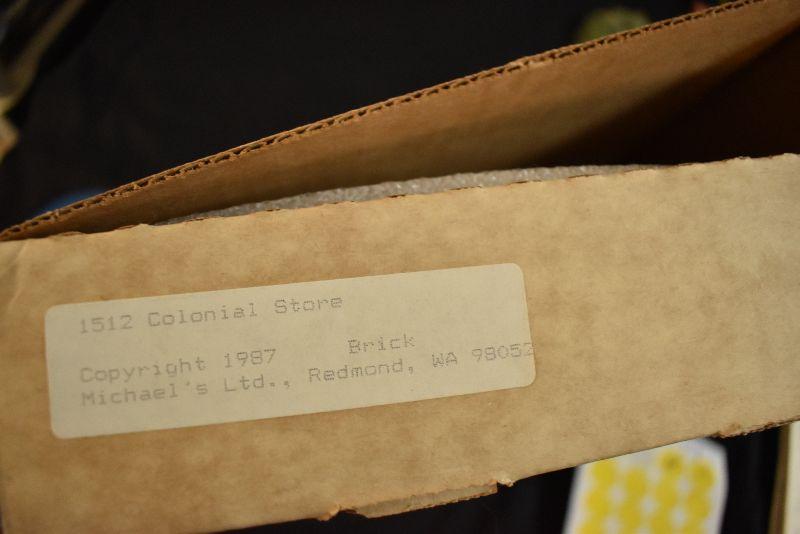 1512 Colonial Store
Copyright 1987 Brick
Michael's Ltd., Redmond, WA 98052